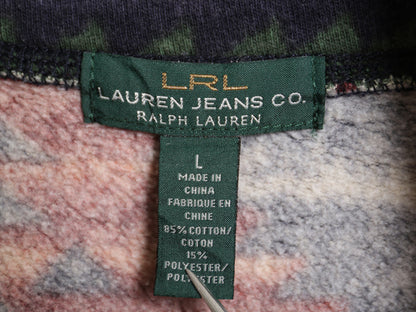 LRL
LAUREN JEANS CO.
RALPH LAUREN
L
MADE IN
CHINA
FABRIQUE EN
CHINE
85% COTTON/
COTON
15%
POLYESTER/
POLYESTER